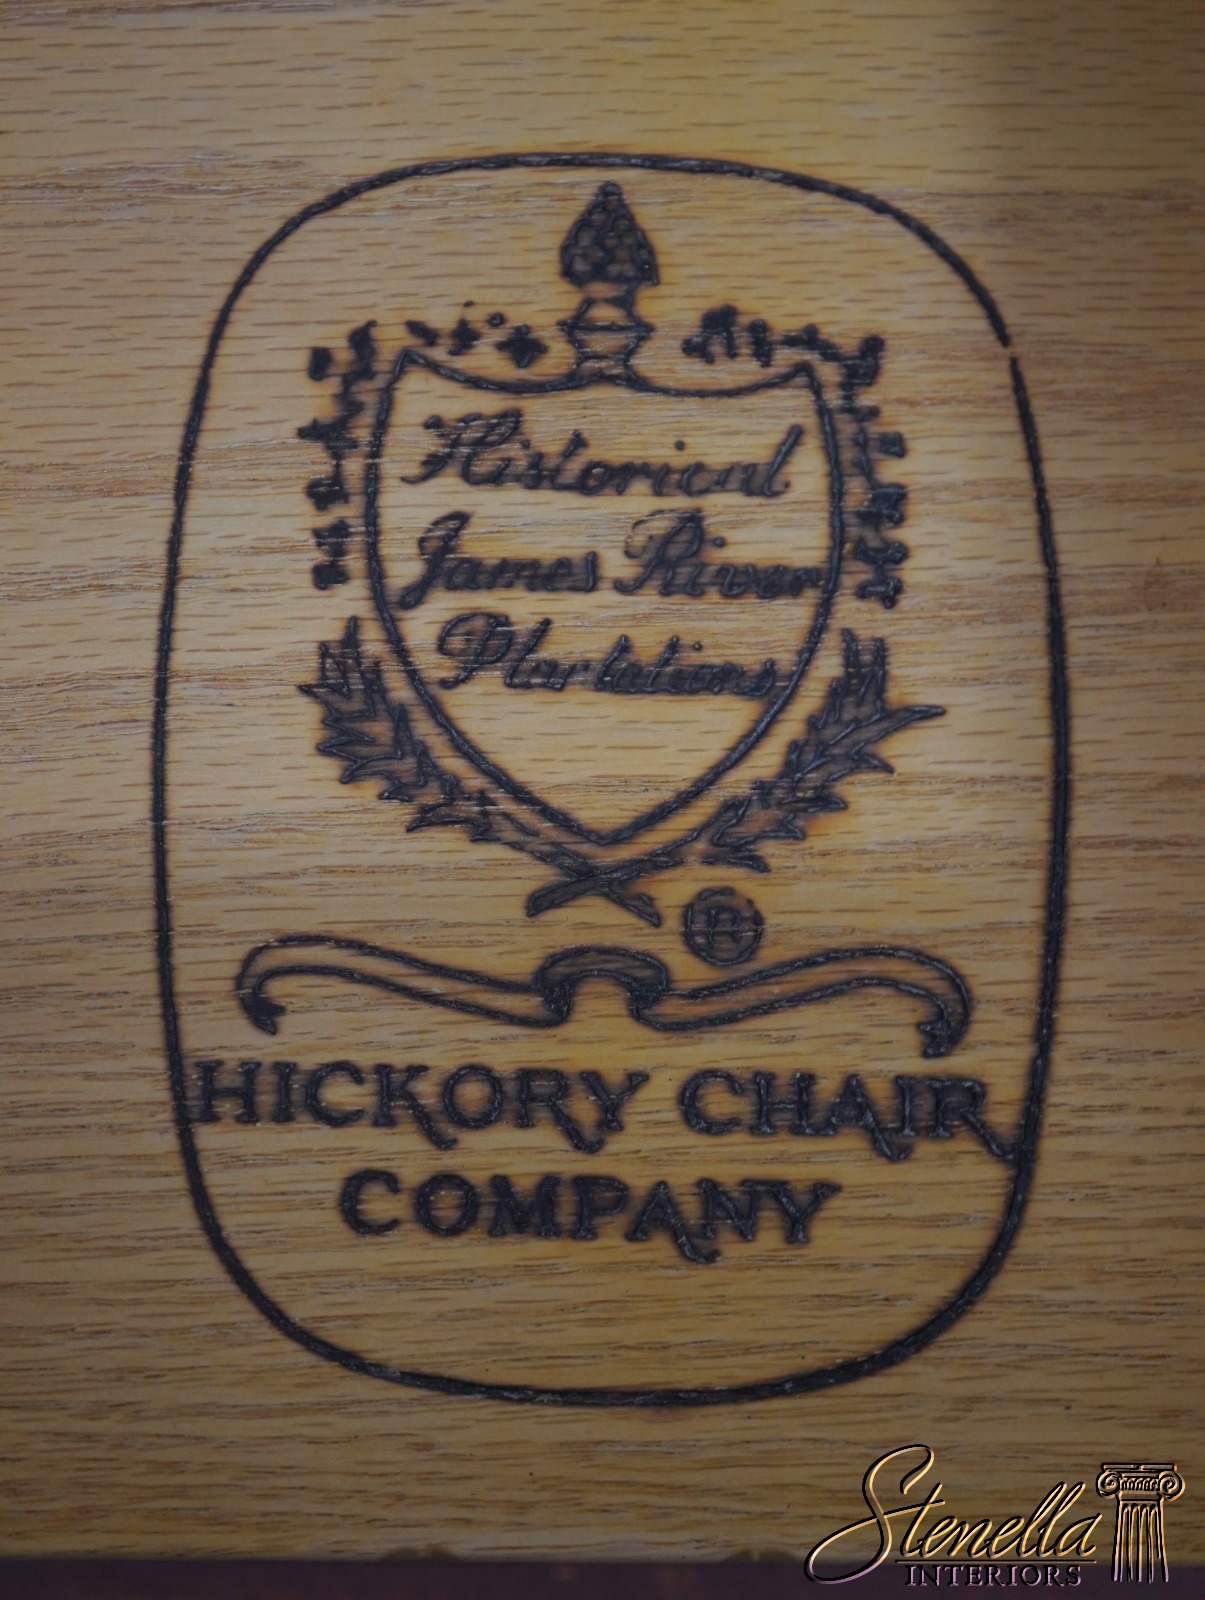 Historical
James River
Plantations
®
HICKORY CHAIR
COMPANY
Stenella
INTERIORS